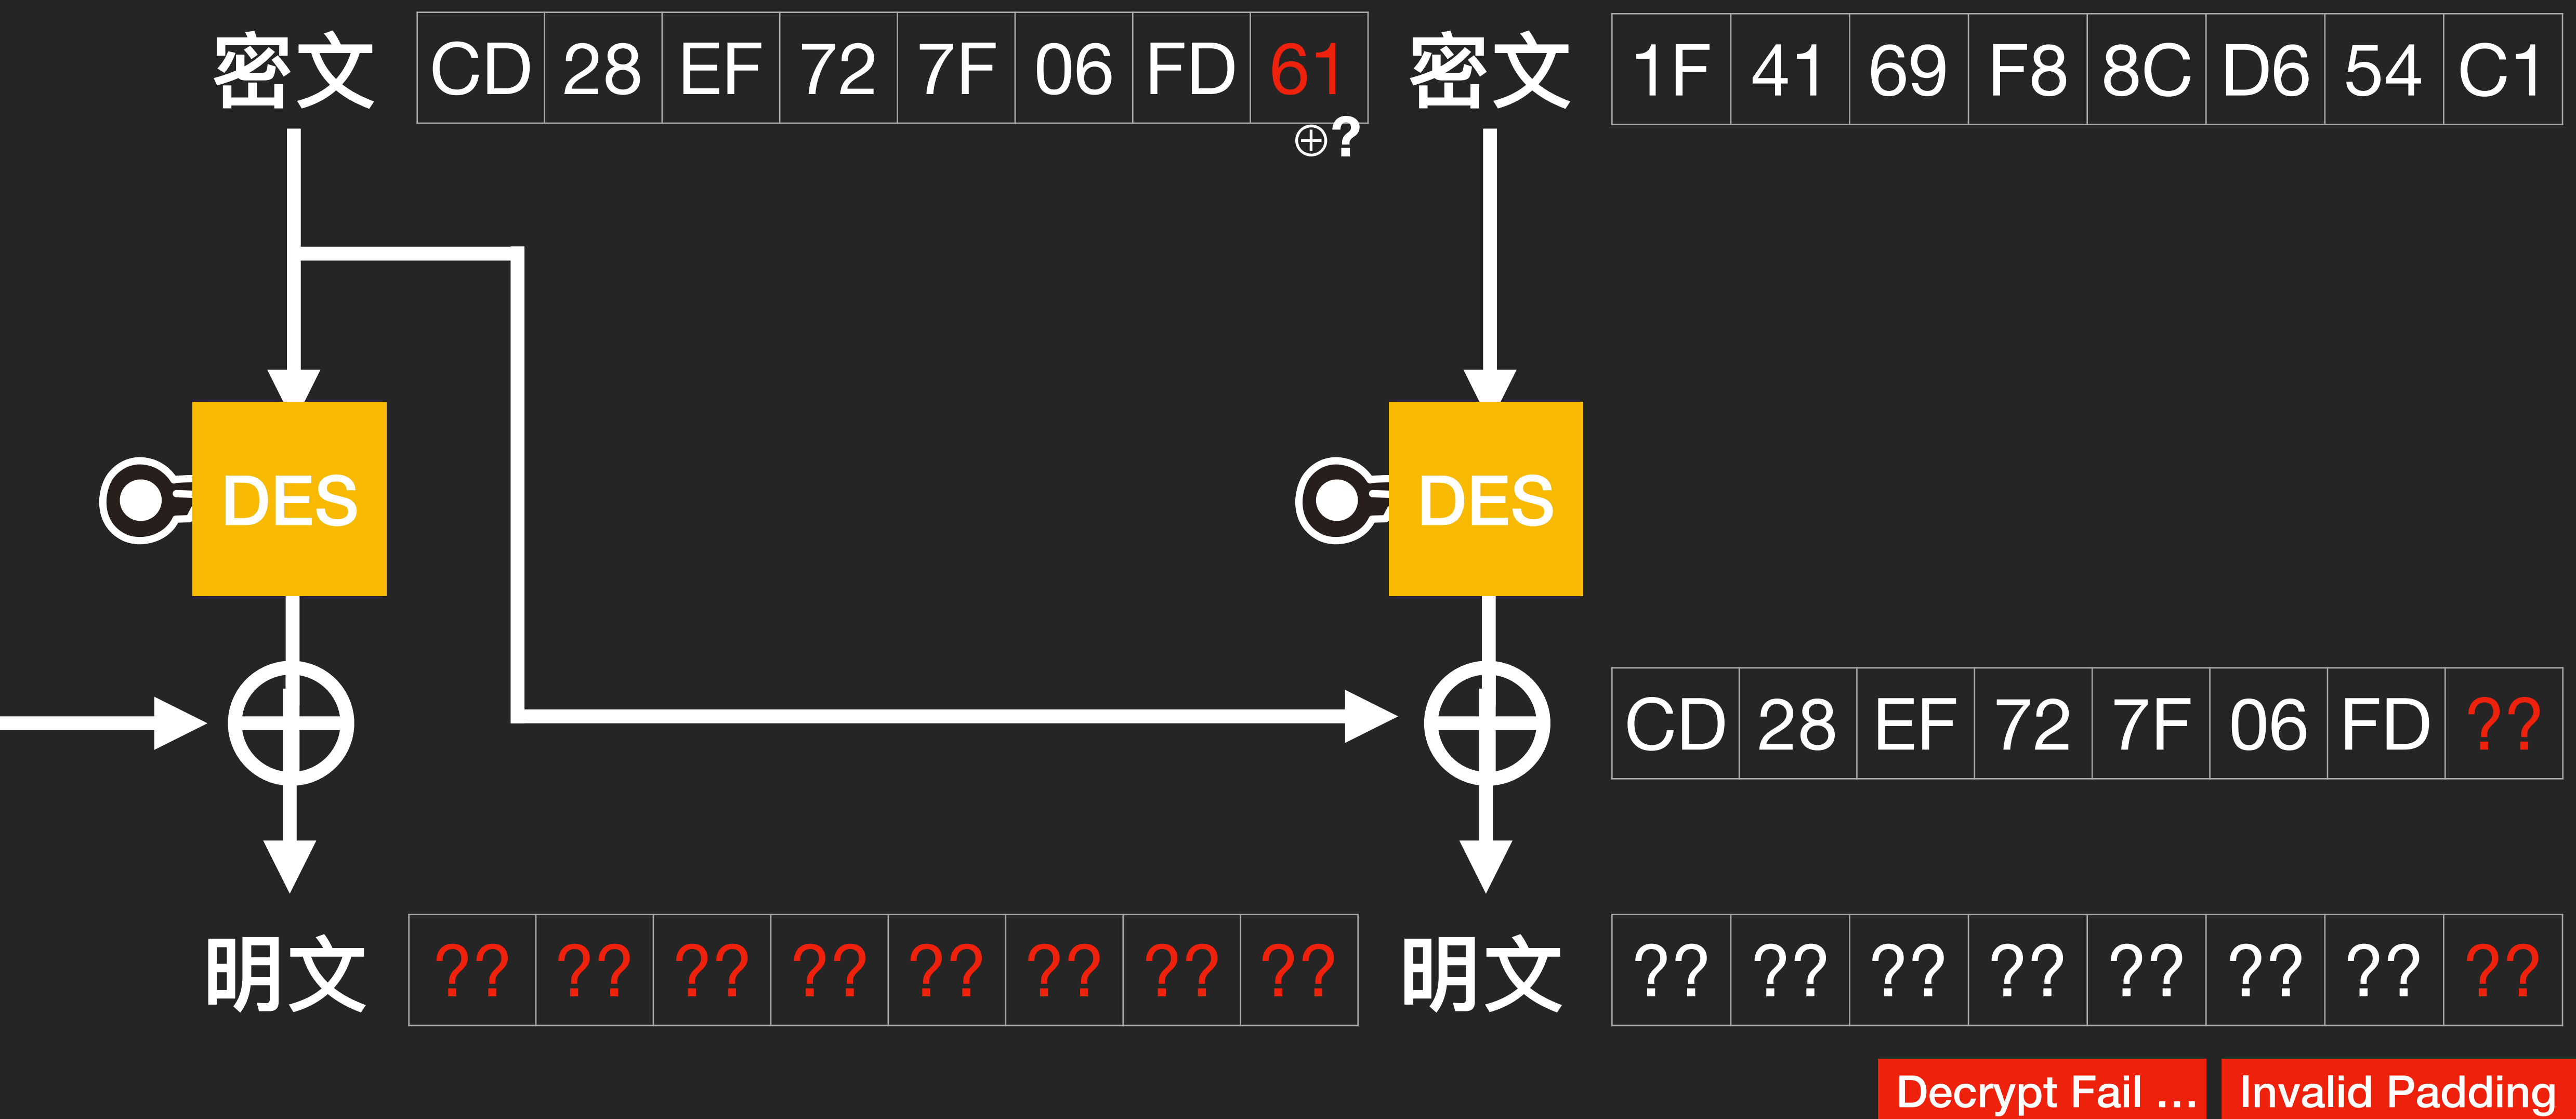 密文 CD 28 EF 72 7F 06 FD 61 密文 1F 41 69 F8 8C D6 54 C1
⊕?
DES DES
CD 28 EF 72 7F 06 FD ??
明文 ?? ?? ?? ?? ?? ?? ?? ?? 明文 ?? ?? ?? ?? ?? ?? ?? ??
Decrypt Fail ... Invalid Padding